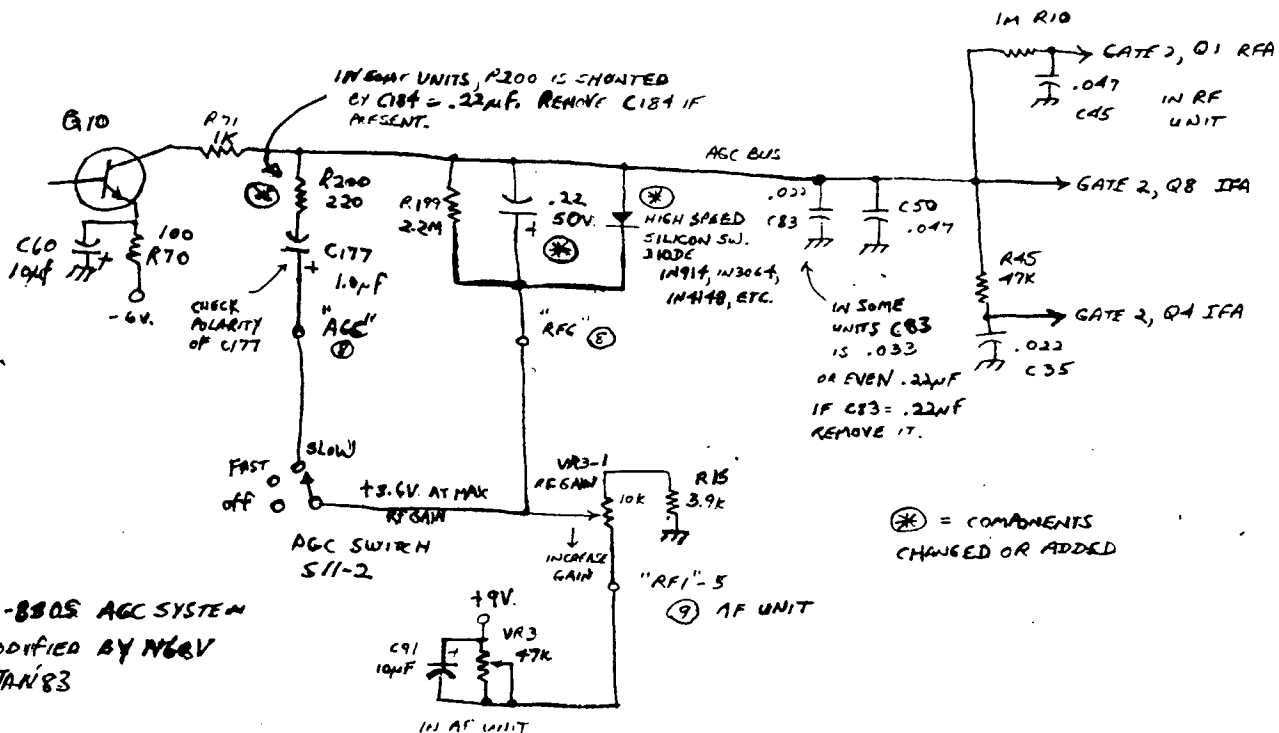 1M R10
GATE 2, Q1 RFA
.047
C45
IN RF
UNIT
IN SOME UNITS, R200 IS SHUNTED
BY C184 = .22µF. REMOVE C184 IF
PRESENT.
Q10
R71
1K
AGC BUS
R200
220
R199
2.2M
.22
50V.
+
HIGH SPEED
SILICON SW.
DIODE
1N914, 1N3064,
1N4148, ETC.
.022
C83
C50
.047
GATE 2, Q8 IFA
C60
10µf
+
100
R70
-6V.
C177
+
1.0µF
CHECK
POLARITY
OF C177
"AGC"
"RFG" 8
IN SOME
UNITS C83
IS .033
OR EVEN .22µF
IF C83 = .22µF
REMOVE IT.
R45
47K
GATE 2, Q4 IFA
.022
C35
SLOW
FAST
OFF
+3.6V. AT MAX
RF GAIN
AGC SWITCH
S11-2
VR3-1
RF GAIN
10K
R15
3.9K
INCREASE
GAIN
"RF1"-5
9 AF UNIT
* = COMPONENTS
CHANGED OR ADDED
+9V.
C91
10µF
+
VR3
47K
IN AF UNIT
-830S AGC SYSTEM
ODIFIED BY
JAN '83